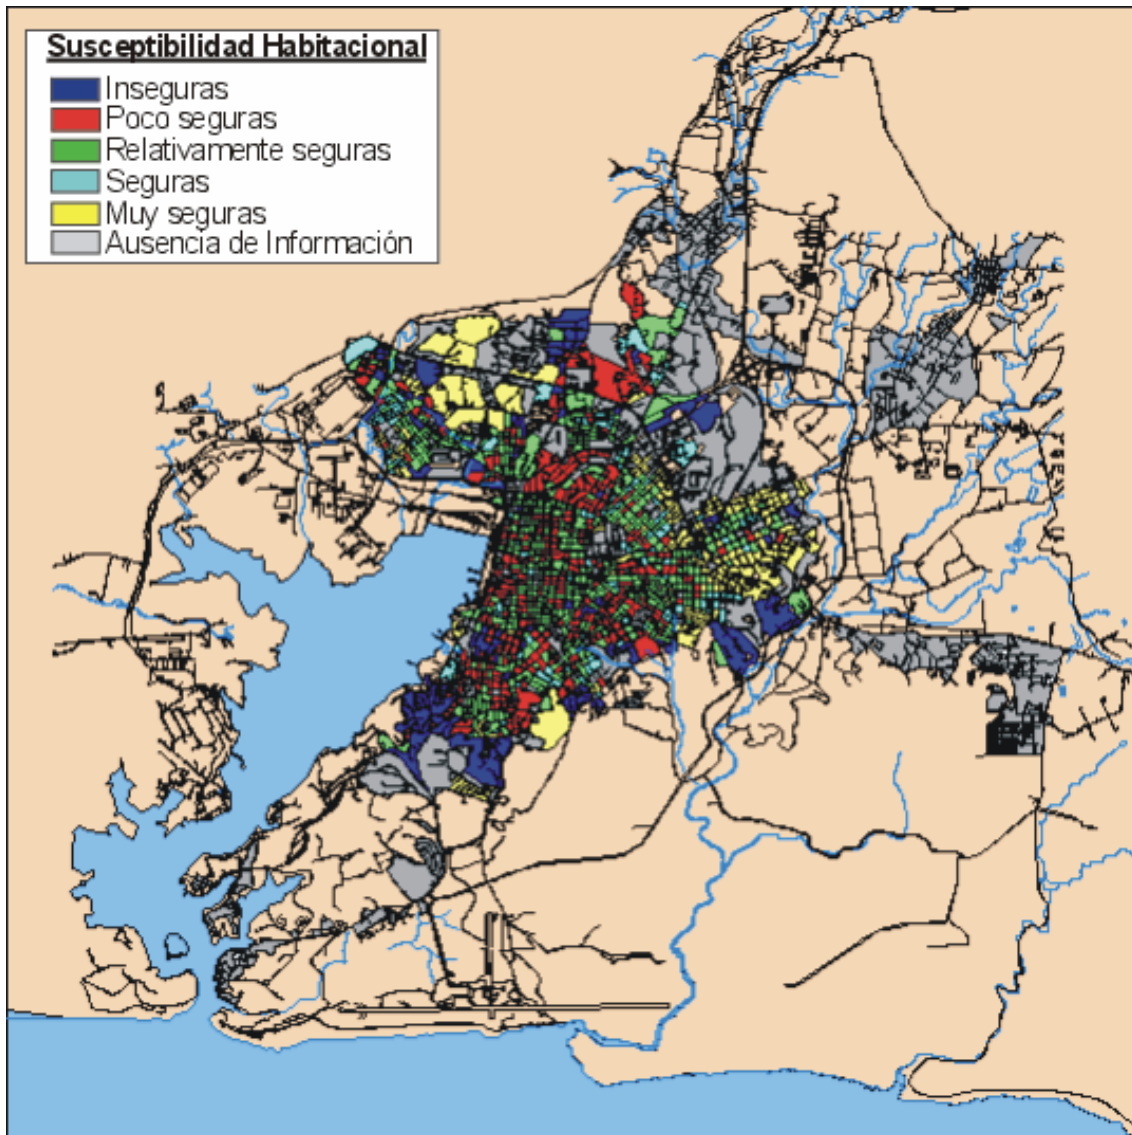 Susceptibilidad Habitacional
Inseguras
Poco seguras
Relativamente seguras
Seguras
Muy seguras
Ausencia de Información